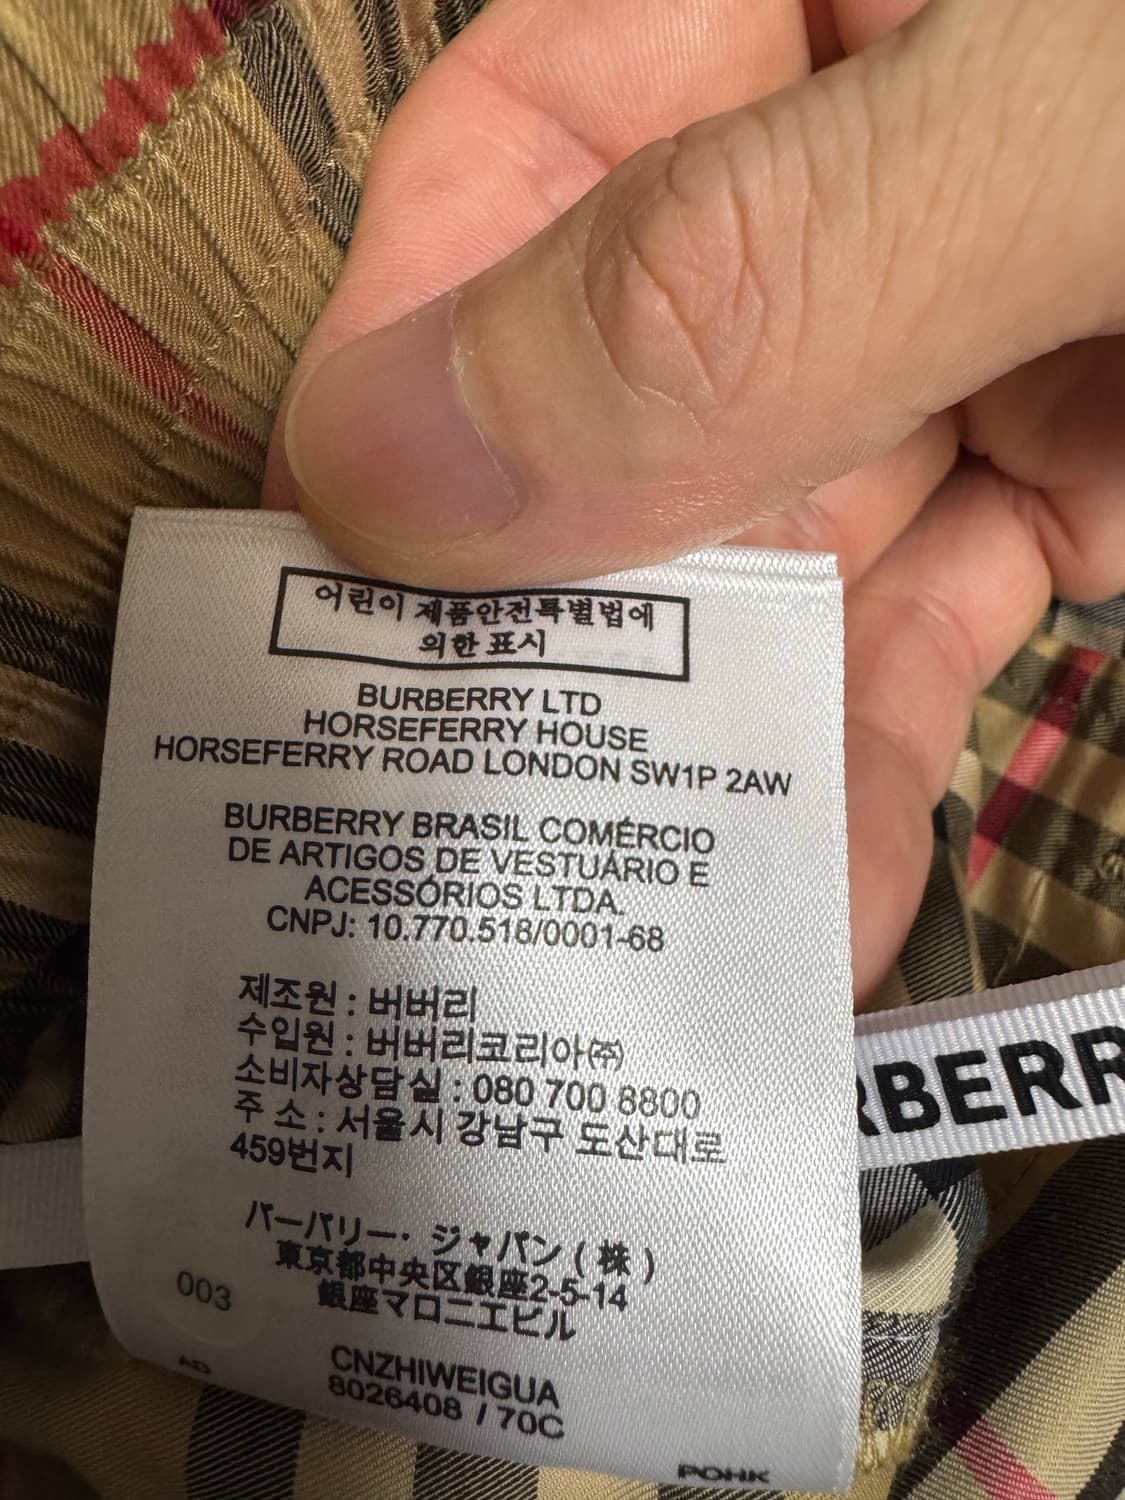 어린이 제품안전특별법에
의한 표시
BURBERRY LTD
HORSEFERRY HOUSE
HORSEFERRY ROAD LONDON SW1P 2AW
BURBERRY BRASIL COMÉRCIO
DE ARTIGOS DE VESTUÁRIO E
ACESSÓRIOS LTDA.
CNPJ: 10.770.518/0001-68
제조원 : 버버리
수입원 : 버버리코리아㈜
소비자상담실 : 080 700 8800
주 소 : 서울시 강남구 도산대로
459번지
バーバリー・ジャパン ( 株 )
東京都中央区銀座2-5-14
銀座マロニエビル
003
AD
CNZHIWEIGUA
8026408 / 70C
POHK
RBERR